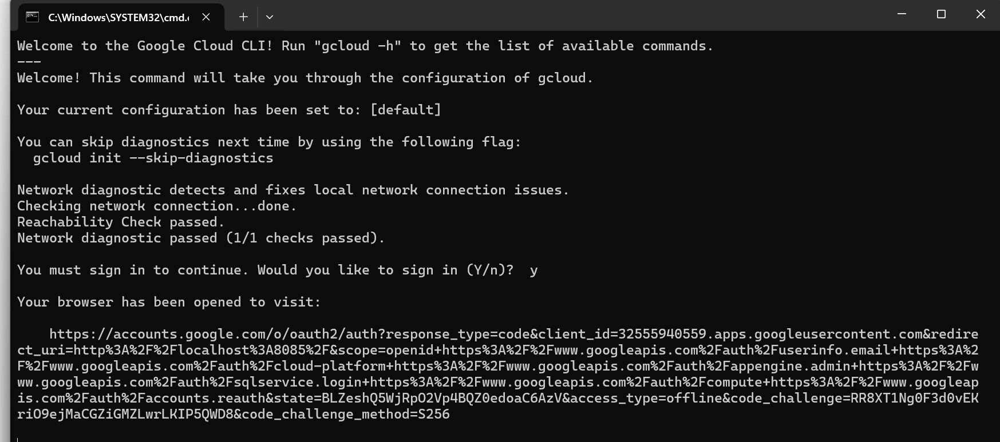 C:\Windows\SYSTEM32\cmd.
Welcome to the Google Cloud CLI! Run "gcloud -h" to get the list of available commands.
---
Welcome! This command will take you through the configuration of gcloud.
Your current configuration has been set to: [default]
You can skip diagnostics next time by using the following flag:
  gcloud init --skip-diagnostics
Network diagnostic detects and fixes local network connection issues.
Checking network connection...done.
Reachability Check passed.
Network diagnostic passed (1/1 checks passed).
You must sign in to continue. Would you like to sign in (Y/n)?  y
Your browser has been opened to visit:
    https://accounts.google.com/o/oauth2/auth?response_type=code&client_id=32555940559.apps.googleusercontent.com&redire
ct_uri=http%3A%2F%2Flocalhost%3A8085%2F&scope=openid+https%3A%2F%2Fwww.googleapis.com%2Fauth%2Fuserinfo.email+https%3A%2
F%2Fwww.googleapis.com%2Fauth%2Fcloud-platform+https%3A%2F%2Fwww.googleapis.com%2Fauth%2Fappengine.admin+https%3A%2F%2Fw
ww.googleapis.com%2Fauth%2Fsqlservice.login+https%3A%2F%2Fwww.googleapis.com%2Fauth%2Fcompute+https%3A%2F%2Fwww.googleap
is.com%2Fauth%2Faccounts.reauth&state=BLZeshQ5WjRpO2Vp4BQZ0edoaC6AzV&access_type=offline&code_challenge=RR8XT1Ng0F3d0vEK
riO9ejMaCGZiGMZLwrLKIP5QWD8&code_challenge_method=S256